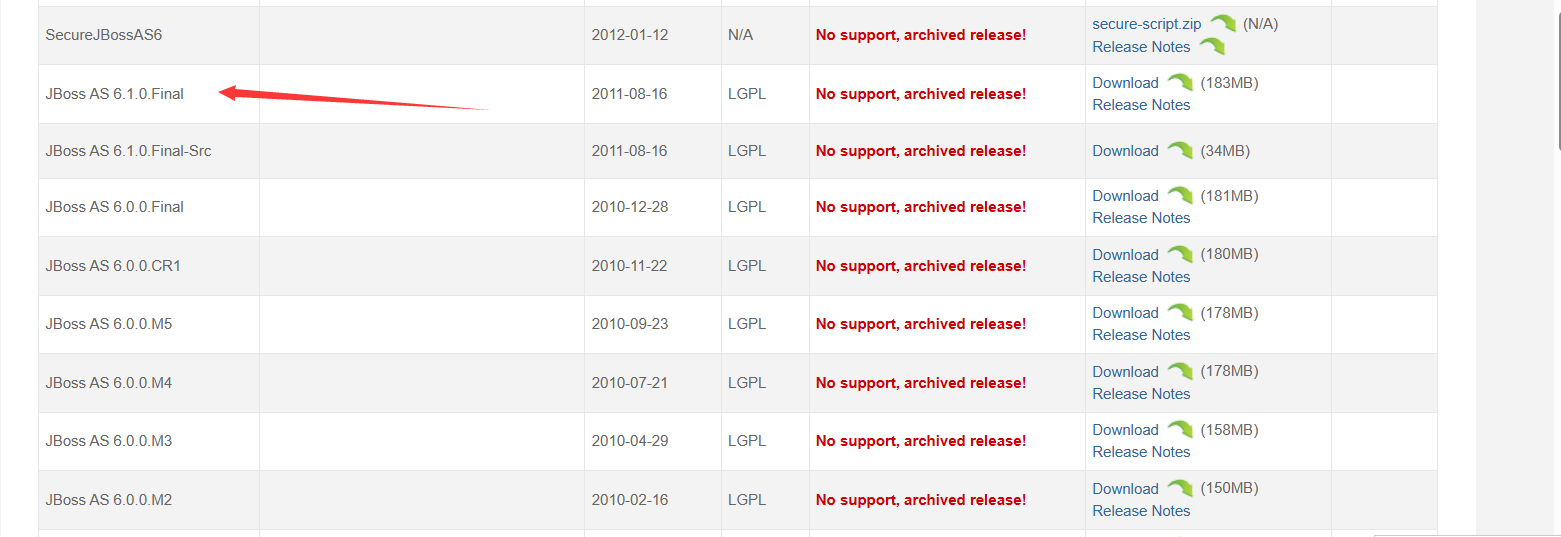 SecureJBossAS6 2012-01-12 N/A No support, archived release! secure-script.zip (N/A)
Release Notes
JBoss AS 6.1.0.Final 2011-08-16 LGPL No support, archived release! Download (183MB)
Release Notes
JBoss AS 6.1.0.Final-Src 2011-08-16 LGPL No support, archived release! Download (34MB)
JBoss AS 6.0.0.Final 2010-12-28 LGPL No support, archived release! Download (181MB)
Release Notes
JBoss AS 6.0.0.CR1 2010-11-22 LGPL No support, archived release! Download (180MB)
Release Notes
JBoss AS 6.0.0.M5 2010-09-23 LGPL No support, archived release! Download (178MB)
Release Notes
JBoss AS 6.0.0.M4 2010-07-21 LGPL No support, archived release! Download (178MB)
Release Notes
JBoss AS 6.0.0.M3 2010-04-29 LGPL No support, archived release! Download (158MB)
Release Notes
JBoss AS 6.0.0.M2 2010-02-16 LGPL No support, archived release! Download (150MB)
Release Notes